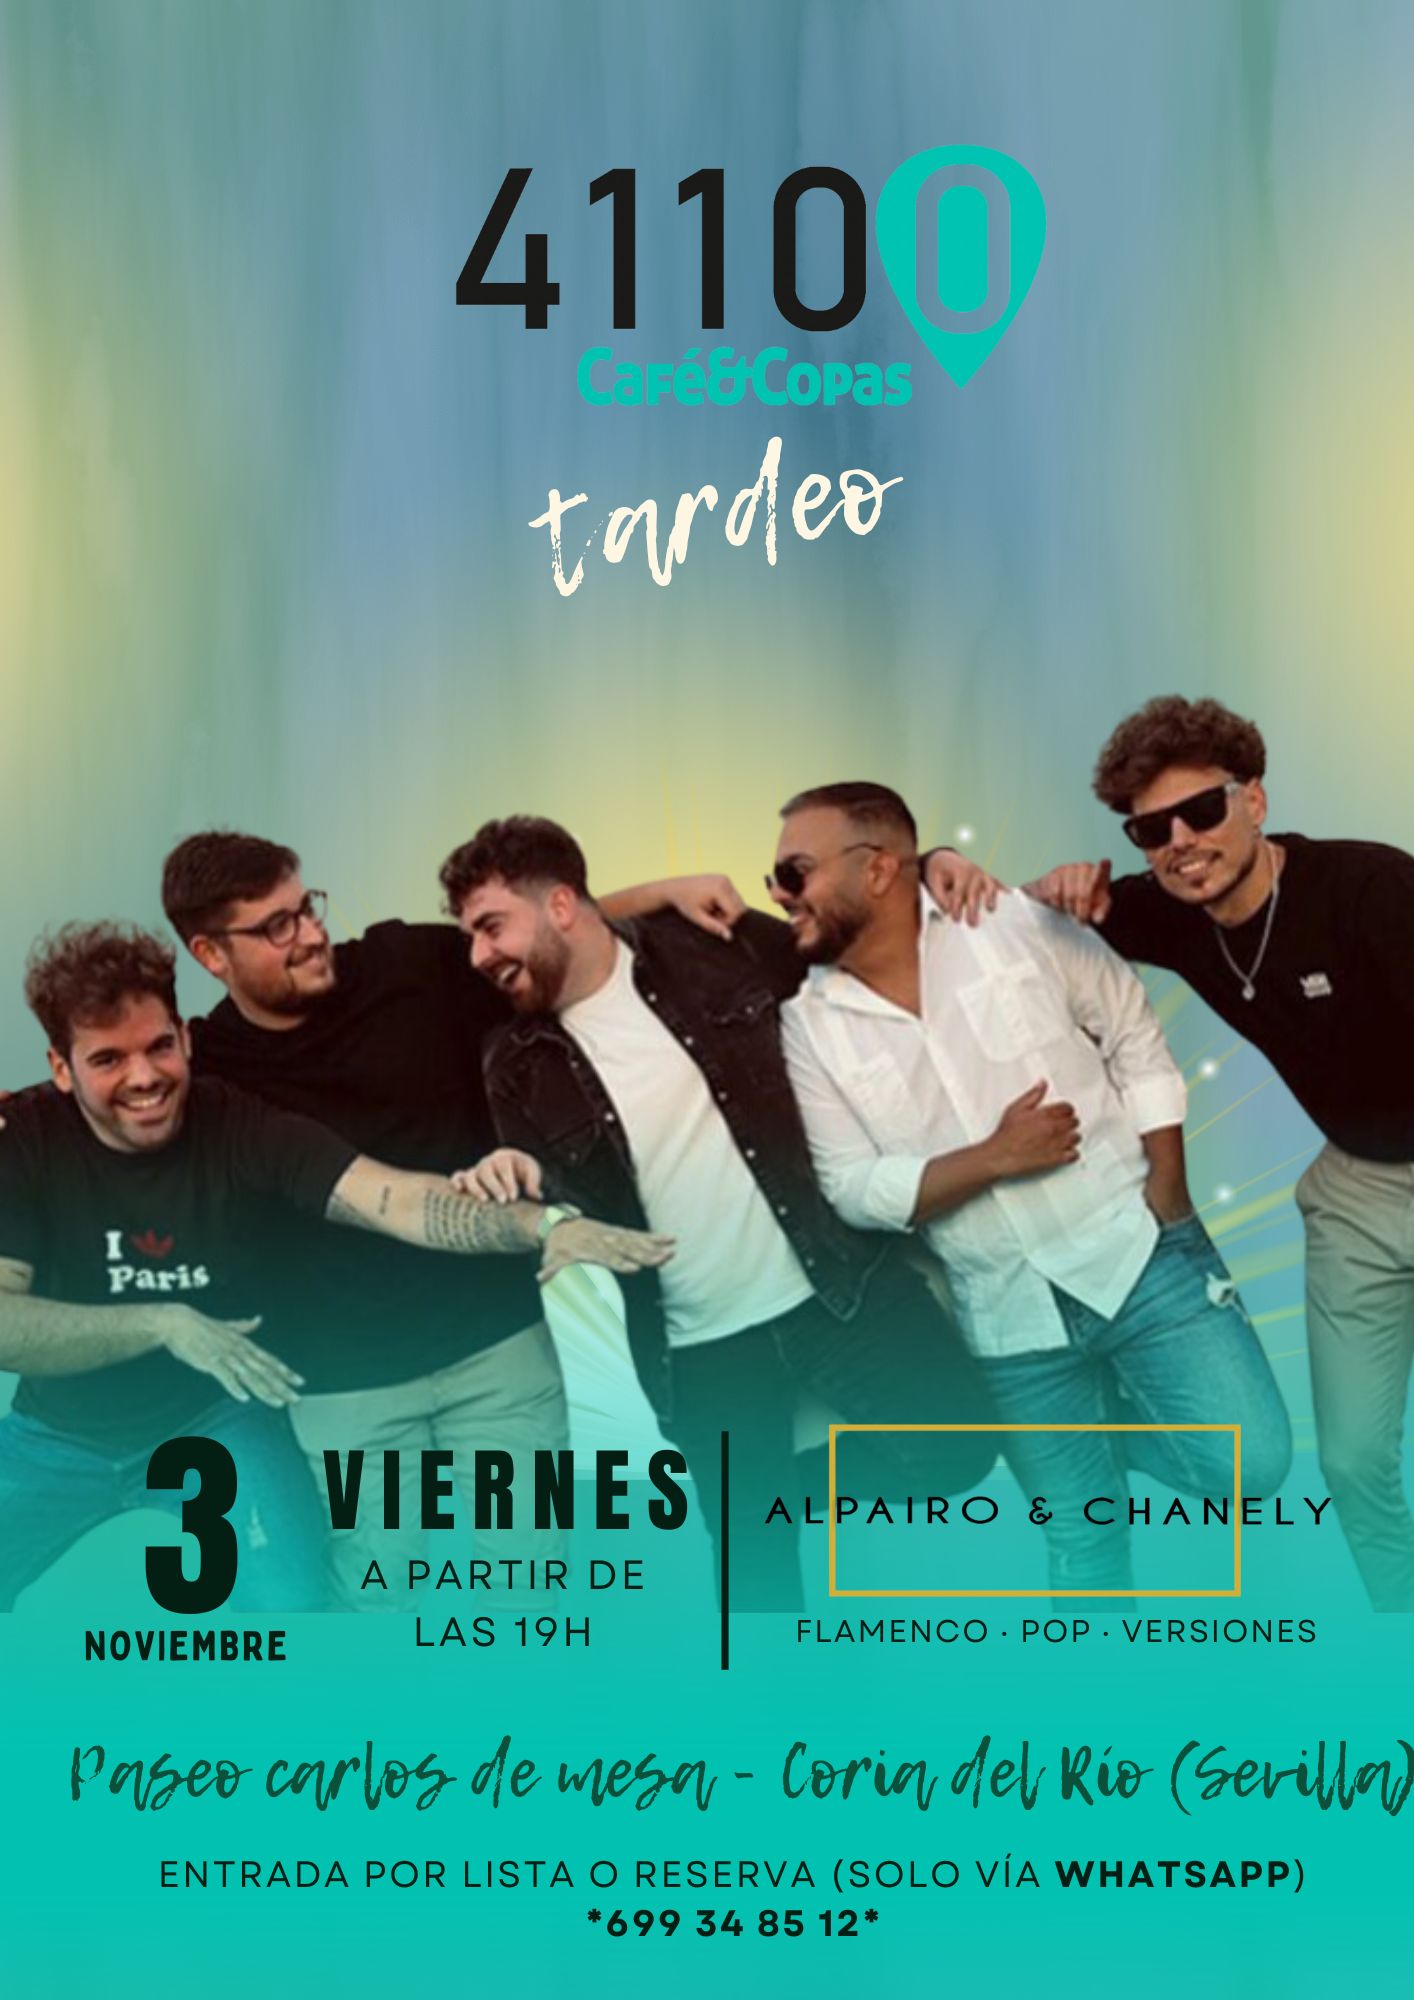 41100
Café&Copas
tardeo
I
Paris
3
NOVIEMBRE
VIERNES
A PARTIR DE
LAS 19H
ALPAIRO & CHANELY
FLAMENCO · POP · VERSIONES
Paseo carlos de mesa - Coria del Río (Sevilla)
ENTRADA POR LISTA O RESERVA (SOLO VÍA WHATSAPP)
*699 34 85 12*